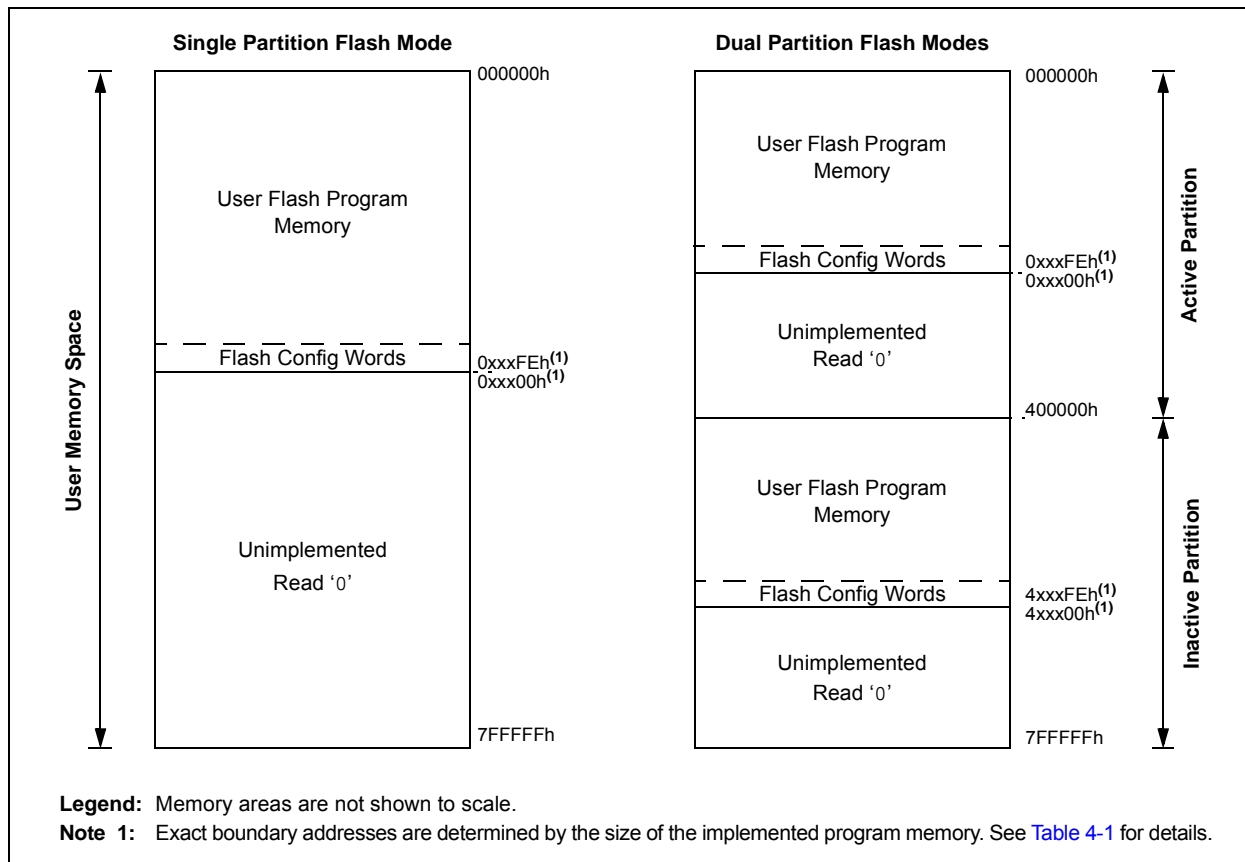 Single Partition Flash Mode
User Memory Space
000000h
User Flash Program
Memory
Flash Config Words
0xxxFEh(1)
0xxx00h(1)
Unimplemented
Read ‘0’
7FFFFFh
Dual Partition Flash Modes
000000h
User Flash Program
Memory
Flash Config Words
0xxxFEh(1)
0xxx00h(1)
Unimplemented
Read ‘0’
Active Partition
400000h
User Flash Program
Memory
Flash Config Words
4xxxFEh(1)
4xxx00h(1)
Unimplemented
Read ‘0’
7FFFFFh
Inactive Partition
Legend: Memory areas are not shown to scale.
Note 1: Exact boundary addresses are determined by the size of the implemented program memory. See Table 4-1 for details.